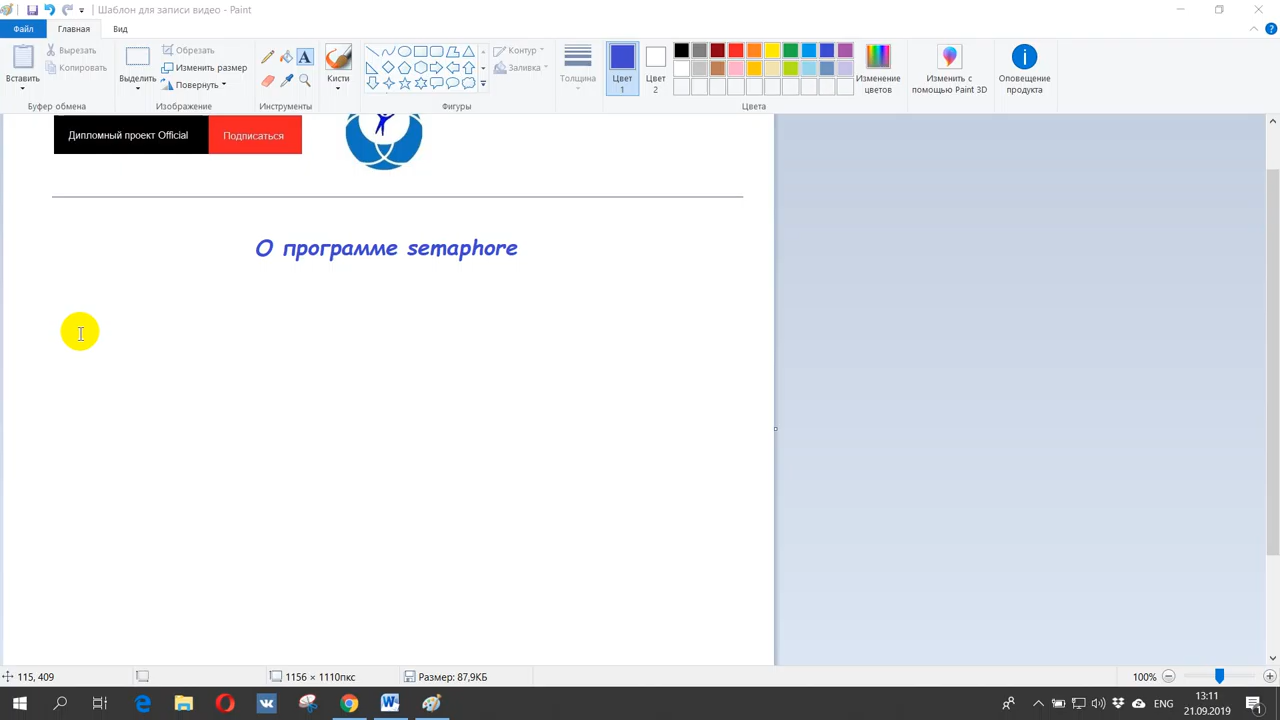 Шаблон для записи видео - Paint
Файл Главная Вид
Вставить
Вырезать
Копировать
Буфер обмена
Выделить
Обрезать
Изменить размер
Повернуть
Изображение
Инструменты
Кисти
Контур
Заливка
Фигуры
Толщина
Цвет 1
Цвет 2
Цвета
Изменение цветов
Изменить с помощью Paint 3D
Оповещение продукта
Дипломный проект Official Подписаться
О программе semaphore
115, 409 1156 × 1110пкс Размер: 87,9КБ 100%
ENG 13:11
21.09.2019